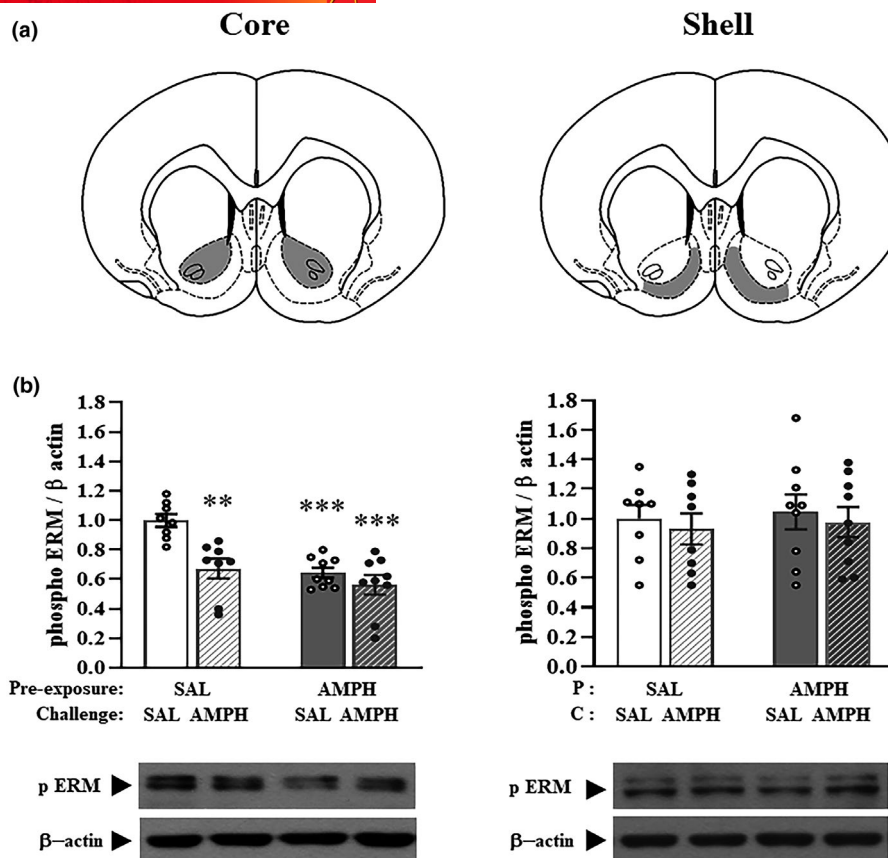 (a)
Core
Shell
(b)
phospho ERM / β actin
1.8
1.6
1.4
1.2
1.0
0.8
0.6
0.4
0.2
0.0
**
***
***
Pre-exposure: SAL AMPH
Challenge: SAL AMPH SAL AMPH
p ERM
β–actin
phospho ERM / β actin
1.8
1.6
1.4
1.2
1.0
0.8
0.6
0.4
0.2
0.0
P : SAL AMPH
C : SAL AMPH SAL AMPH
p ERM
β–actin